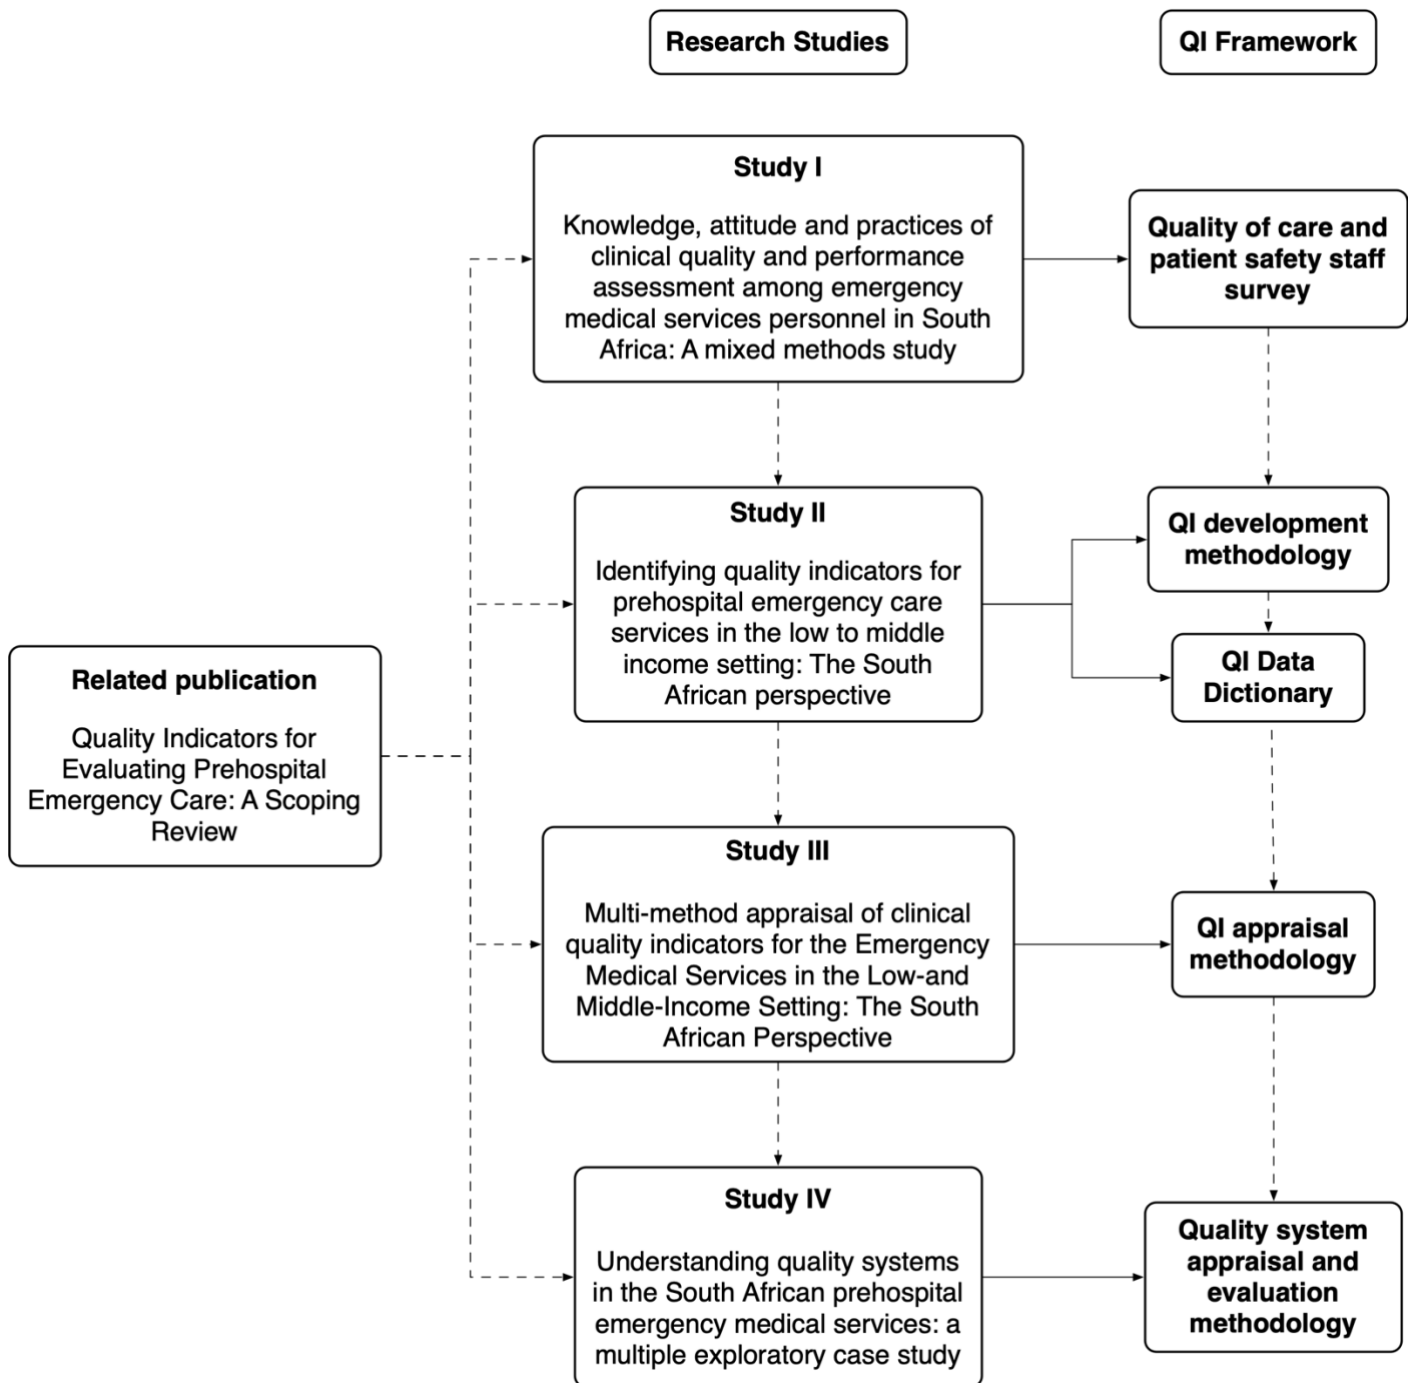 Research Studies
QI Framework
Study I
Knowledge, attitude and practices of
clinical quality and performance
assessment among emergency
medical services personnel in South
Africa: A mixed methods study
Quality of care and
patient safety staff
survey
Study II
Identifying quality indicators for
prehospital emergency care
services in the low to middle
income setting: The South
African perspective
QI development
methodology
QI Data
Dictionary
Related publication
Quality Indicators for
Evaluating Prehospital
Emergency Care: A Scoping
Review
Study III
Multi-method appraisal of clinical
quality indicators for the Emergency
Medical Services in the Low-and
Middle-Income Setting: The South
African Perspective
QI appraisal
methodology
Study IV
Understanding quality systems
in the South African prehospital
emergency medical services: a
multiple exploratory case study
Quality system
appraisal and
evaluation
methodology